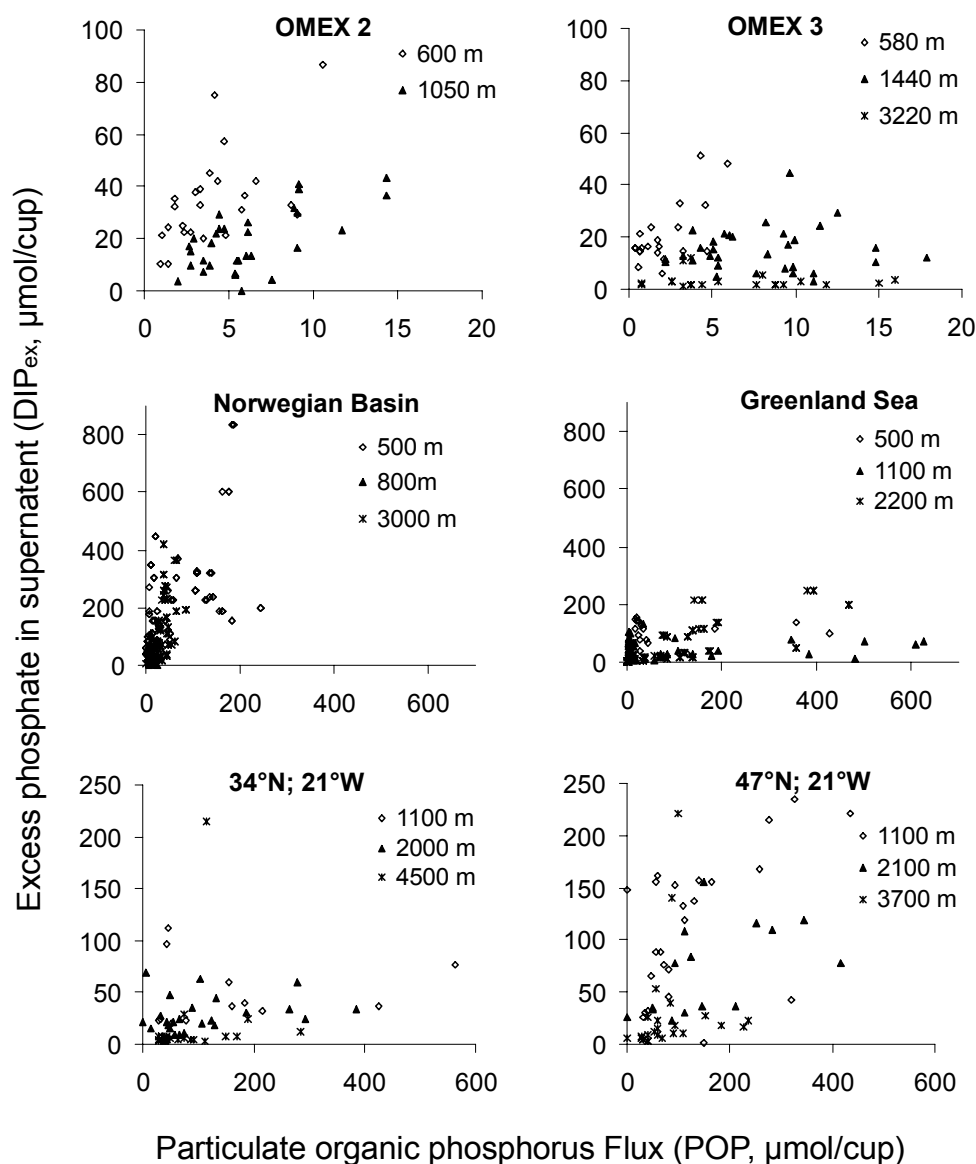 Excess phosphate in supernatent (DIPex, µmol/cup)
OMEX 2
600 m
1050 m
100
80
60
40
20
0
0 5 10 15 20
OMEX 3
580 m
1440 m
3220 m
100
80
60
40
20
0
0 5 10 15 20
Norwegian Basin
500 m
800m
3000 m
800
600
400
200
0
0 200 400 600
Greenland Sea
500 m
1100 m
2200 m
800
600
400
200
0
0 200 400 600
34°N; 21°W
1100 m
2000 m
4500 m
250
200
150
100
50
0
0 200 400 600
47°N; 21°W
1100 m
2100 m
3700 m
250
200
150
100
50
0
0 200 400 600
Particulate organic phosphorus Flux (POP, µmol/cup)